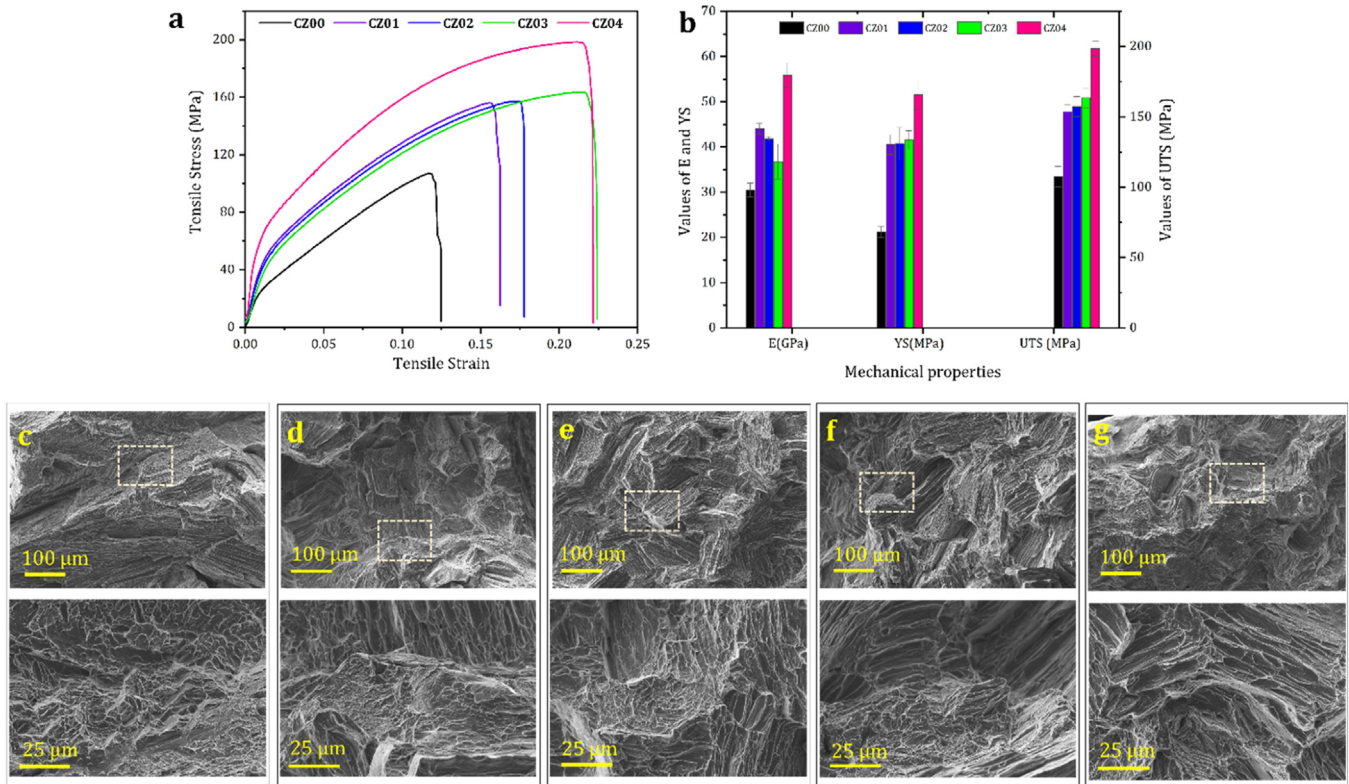 a
CZ00 CZ01 CZ02 CZ03 CZ04
200
160
120
80
40
0
Tensile Stress (MPa)
0.00 0.05 0.10 0.15 0.20 0.25
Tensile Strain
b
CZ00 CZ01 CZ02 CZ03 CZ04
70
60
50
40
30
20
10
0
Values of E and YS
200
150
100
50
0
Values of UTS (MPa)
E(GPa) YS(MPa) UTS (MPa)
Mechanical properties
c
100 μm
25 μm
d
100 μm
25 μm
e
100 μm
25 μm
f
100 μm
25 μm
g
100 μm
25 μm